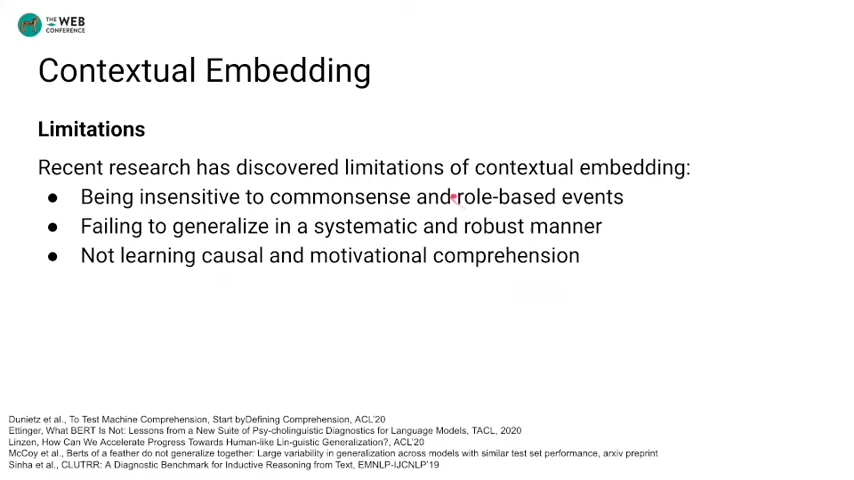 THE
WEB
CONFERENCE
Contextual Embedding
Limitations
Recent research has discovered limitations of contextual embedding:
● Being insensitive to commonsense and role-based events
● Failing to generalize in a systematic and robust manner
● Not learning causal and motivational comprehension
Dunietz et al., To Test Machine Comprehension, Start byDefining Comprehension, ACL'20
Ettinger, What BERT Is Not: Lessons from a New Suite of Psy-cholinguistic Diagnostics for Language Models, TACL, 2020
Linzen, How Can We Accelerate Progress Towards Human-like Lin-guistic Generalization?, ACL'20
McCoy et al., Berts of a feather do not generalize together: Large variability in generalization across models with similar test set performance, arxiv preprint
Sinha et al., CLUTRR: A Diagnostic Benchmark for Inductive Reasoning from Text, EMNLP-IJCNLP'19